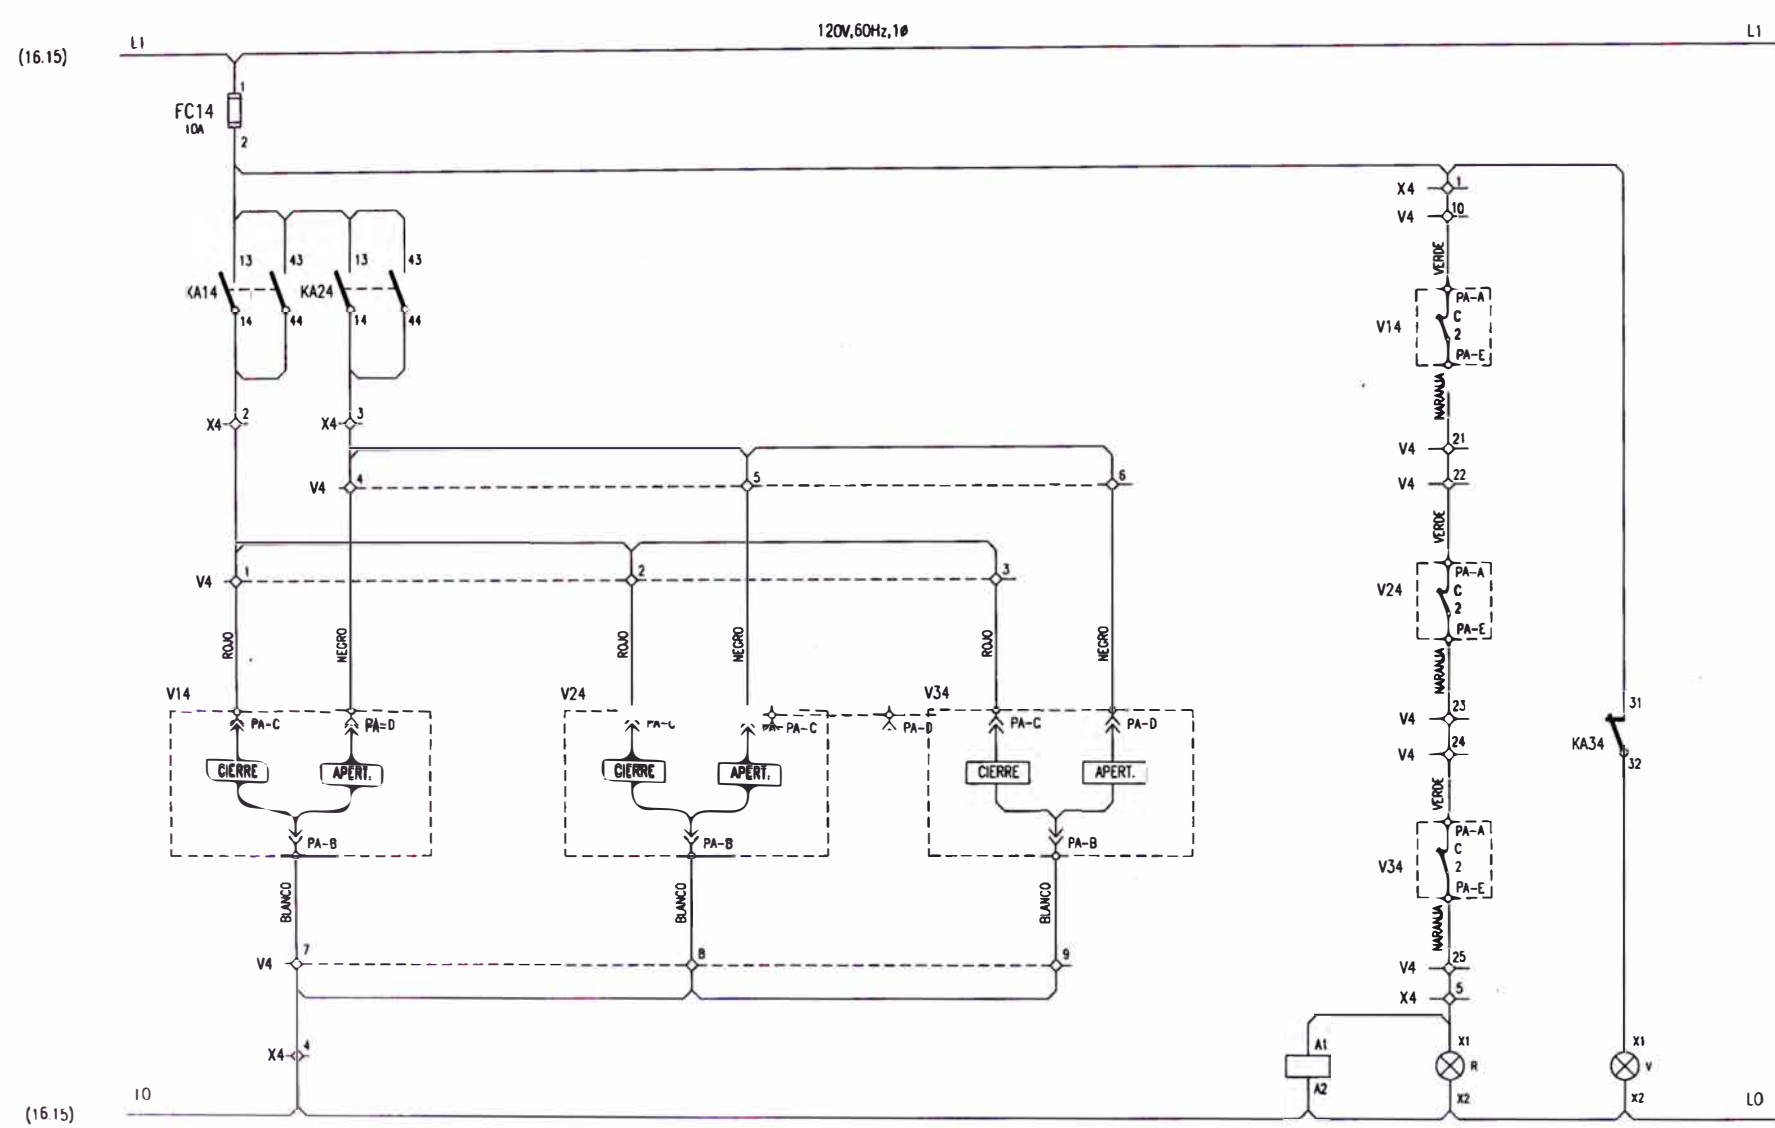 120V,60Hz,1ø
(16.15) L1 L1
1
FC14
10A
2
X4 1
V4 10
VERDE
13 43 13 43
KA14 KA24
14 44 14 44
PA-A
V14 C
2
PA-E
NARANJA
X4 2 X4 3
V4 21
V4 4 5 6
V4 22
VERDE
V4 1 2 3
PA-A
V24 C
2
PA-E
ROJO NEGRO ROJO NEGRO ROJO NEGRO
NARANJA
V14 V24 V34
PA-C PA-D PA-C PA-C PA-D PA-C PA-D
V4 23
31
KA34
32
V4 24
CIERRE APERT. CIERRE APERT. CIERRE APERT.
VERDE
PA-B PA-B PA-B
PA-A
V34 C
2
PA-E
BLANCO BLANCO BLANCO
NARANJA
V4 7 8 9
V4 25
X4 5
X4 4
A1 X1 X1
R V
A2 X2 X2
(16.15) LO